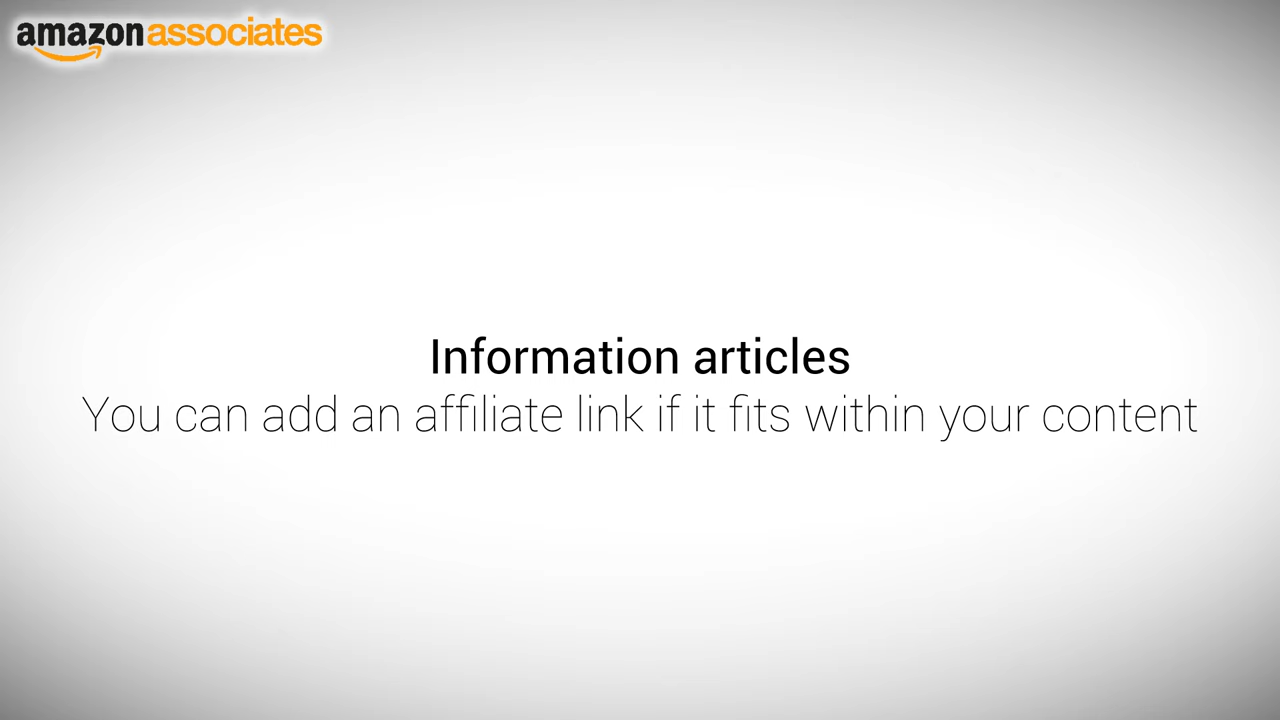 amazonassociates
Information articles
You can add an affiliate link if it fits within your content